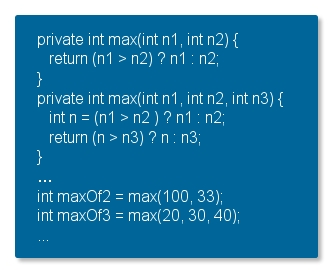 private int max(int n1, int n2) {
return (n1 > n2) ? n1 : n2;
}
private int max(int n1, int n2, int n3) {
int n = (n1 > n2 ) ? n1 : n2;
return (n > n3) ? n : n3;
}
...
int maxOf2 = max(100, 33);
int maxOf3 = max(20, 30, 40);
...